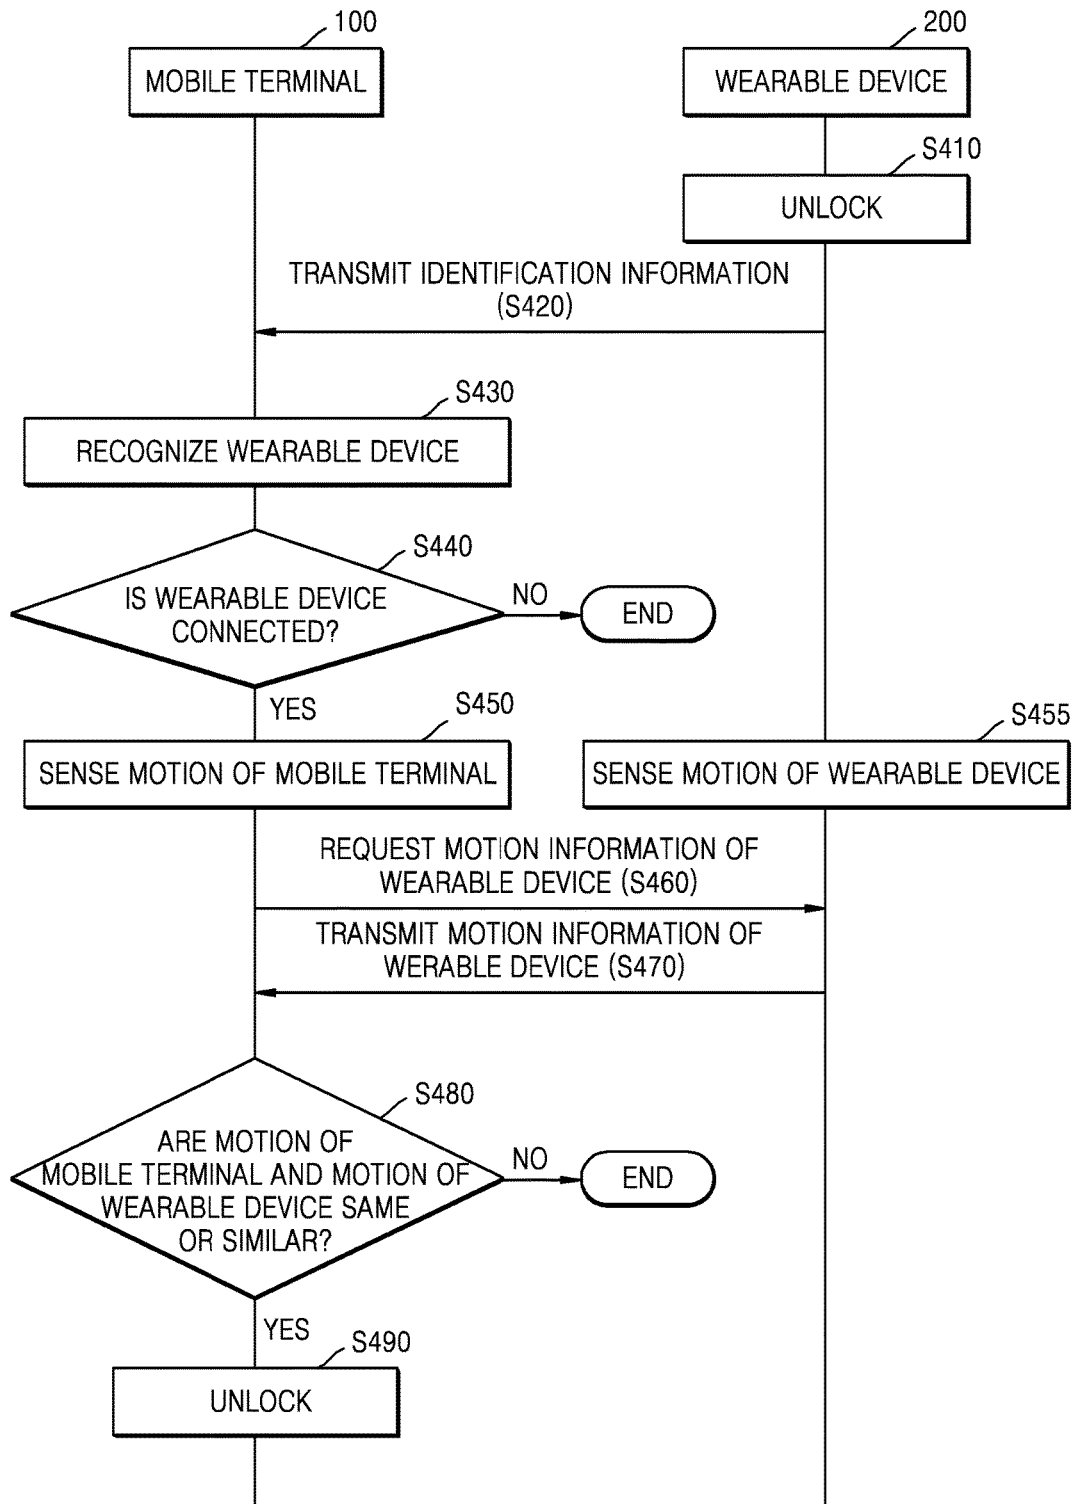 100
200
MOBILE TERMINAL
WEARABLE DEVICE
S410
UNLOCK
TRANSMIT IDENTIFICATION INFORMATION
(S420)
S430
RECOGNIZE WEARABLE DEVICE
S440
IS WEARABLE DEVICE
CONNECTED?
NO
END
YES
S450
S455
SENSE MOTION OF MOBILE TERMINAL
SENSE MOTION OF WEARABLE DEVICE
REQUEST MOTION INFORMATION OF
WEARABLE DEVICE (S460)
TRANSMIT MOTION INFORMATION OF
WERABLE DEVICE (S470)
S480
ARE MOTION OF
MOBILE TERMINAL AND MOTION OF
WEARABLE DEVICE SAME
OR SIMILAR?
NO
END
YES
S490
UNLOCK